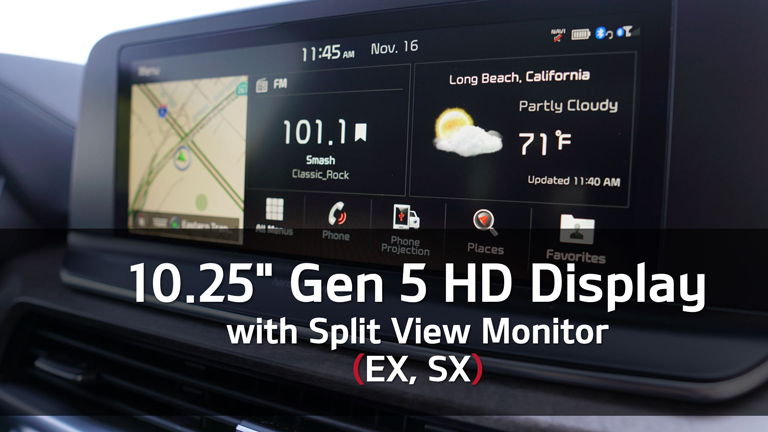 11:45 AM Nov. 16
Menu
FM
101.1
Smash
Classic_Rock
Long Beach, California
Partly Cloudy
71°F
Updated 11:40 AM
All Menus
Phone
Phone
Projection
Places
Favorites
10.25" Gen 5 HD Display
with Split View Monitor
(EX, SX)